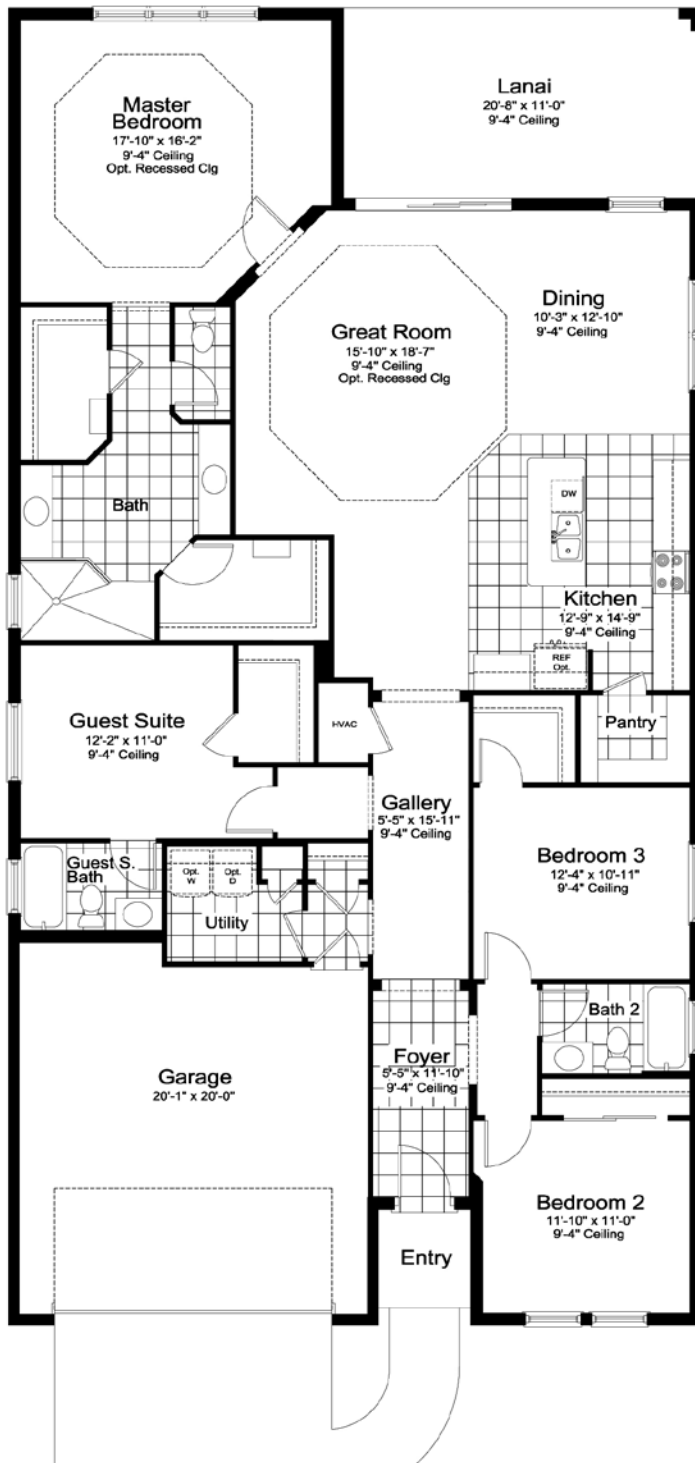 Master
Bedroom
17'-10" x 16'-2"
9'-4" Ceiling
Opt. Recessed Clg
Lanai
20'-8" x 11'-0"
9'-4" Ceiling
Great Room
15'-10" x 18'-7"
9'-4" Ceiling
Opt. Recessed Clg
Dining
10'-3" x 12'-10"
9'-4" Ceiling
Bath
DW
Kitchen
12'-9" x 14'-9"
9'-4" Ceiling
REF
Opt.
Pantry
Guest Suite
12'-2" x 11'-0"
9'-4" Ceiling
HVAC
Gallery
5'-5" x 15'-11"
9'-4" Ceiling
Guest S.
Bath
Opt.
W
Opt.
D
Utility
Bedroom 3
12'-4" x 10'-11"
9'-4" Ceiling
Bath 2
Foyer
5'-5" x 11'-10"
9'-4" Ceiling
Garage
20'-1" x 20'-0"
Bedroom 2
11'-10" x 11'-0"
9'-4" Ceiling
Entry